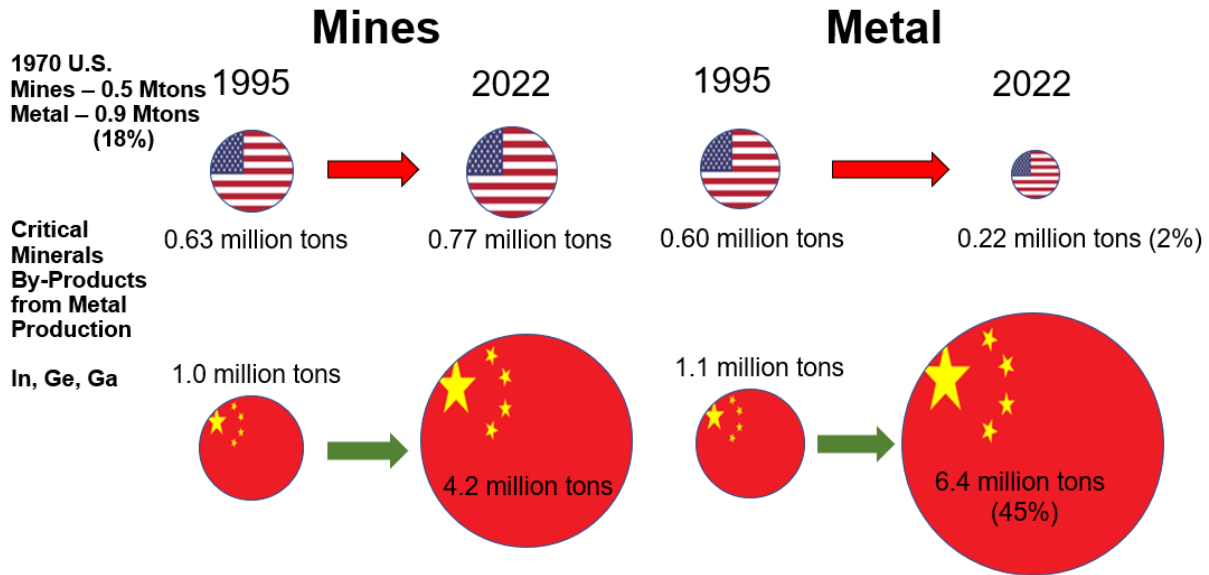 Mines
Metal
1970 U.S.
Mines – 0.5 Mtons
Metal – 0.9 Mtons
(18%)
1995
2022
1995
2022
0.63 million tons
0.77 million tons
0.60 million tons
0.22 million tons (2%)
Critical
Minerals
By-Products
from Metal
Production
In, Ge, Ga
1.0 million tons
4.2 million tons
1.1 million tons
6.4 million tons
(45%)